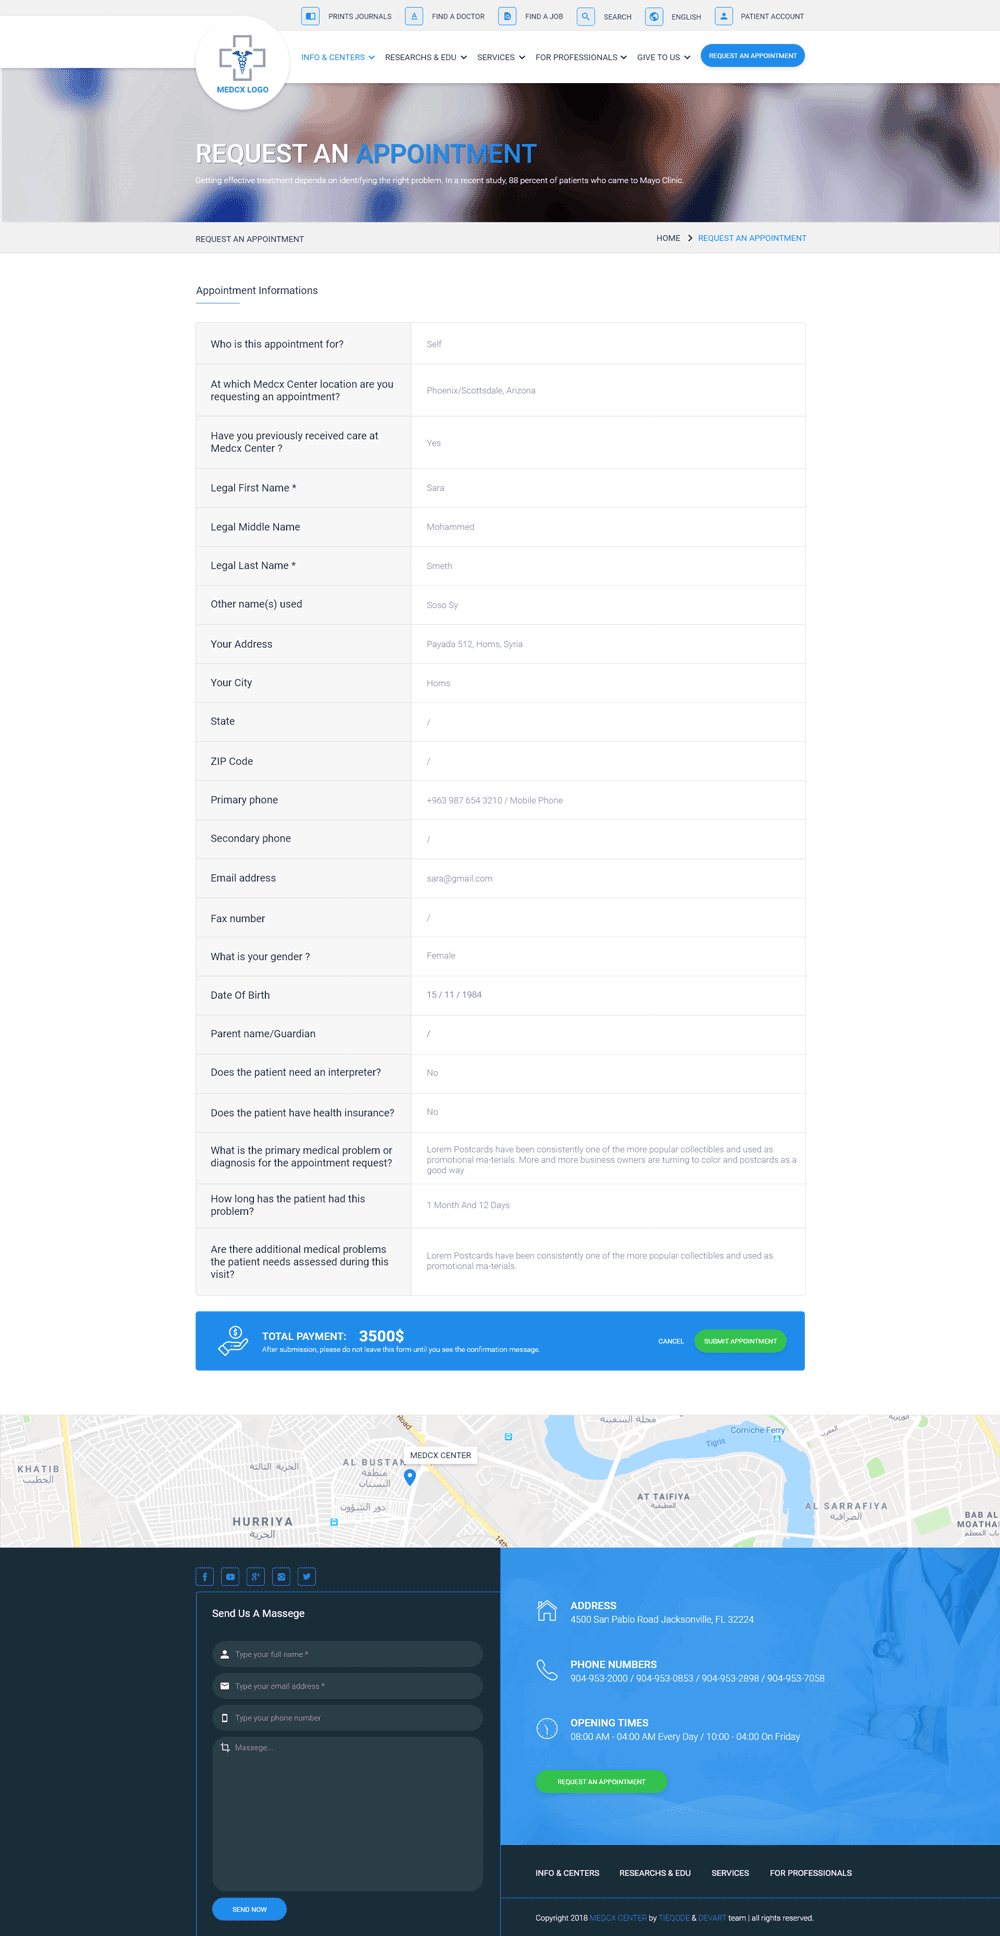 PRINTS JOURNALS
FIND A DOCTOR
FIND A JOB
SEARCH
ENGLISH
PATIENT ACCOUNT
MEDCX LOGO
INFO & CENTERS
RESEARCHS & EDU
SERVICES
FOR PROFESSIONALS
GIVE TO US
REQUEST AN APPOINTMENT
REQUEST AN APPOINTMENT
Getting effective treatment depends on identifying the right problem. In a recent study, 88 percent of patients who came to Mayo Clinic.
REQUEST AN APPOINTMENT
HOME > REQUEST AN APPOINTMENT
Appointment Informations
Who is this appointment for?
Self
At which Medcx Center location are you
requesting an appointment?
Phoenix/Scottsdale, Arizona
Have you previously received care at
Medcx Center ?
Yes
Legal First Name *
Sara
Legal Middle Name
Mohammed
Legal Last Name *
Smeth
Other name(s) used
Soso Sy
Your Address
Payada 512, Homs, Syria
Your City
Homs
State
/
ZIP Code
/
Primary phone
+963 987 654 3210 / Mobile Phone
Secondary phone
/
Email address
sara@gmail.com
Fax number
/
What is your gender ?
Female
Date Of Birth
15 / 11 / 1984
Parent name/Guardian
/
Does the patient need an interpreter?
No
Does the patient have health insurance?
No
What is the primary medical problem or
diagnosis for the appointment request?
Lorem Postcards have been consistently one of the more popular collectibles and used as
promotional ma-terials. More and more business owners are turning to color and postcards as a
good way
How long has the patient had this
problem?
1 Month And 12 Days
Are there additional medical problems
the patient needs assessed during this
visit?
Lorem Postcards have been consistently one of the more popular collectibles and used as
promotional ma-terials.
TOTAL PAYMENT: 3500$
After submission, please do not leave this form until you see the confirmation message.
CANCEL
SUBMIT APPOINTMENT
Road
محلة السفينة
Corniche Ferry
Tigris
MEDCX CENTER
KHATIB
الخطيب
الحرية الثالثة
AL BUSTAN
منطقة
البستان
دور الشؤون
HURRIYA
الحرية
14th
AT TAIFIYA
العطيفية
AL SARRAFIYA
الصرافية
BAB AL
MOATHA
باب المعظم
Send Us A Massege
Type your full name *
Type your email address *
Type your phone number
Massege...
SEND NOW
ADDRESS
4500 San Pablo Road Jacksonville, FL 32224
PHONE NUMBERS
904-953-2000 / 904-953-0853 / 904-953-2898 / 904-953-7058
OPENING TIMES
08:00 AM - 04:00 AM Every Day / 10:00 - 04:00 On Friday
REQUEST AN APPOINTMENT
INFO & CENTERS
RESEARCHS & EDU
SERVICES
FOR PROFESSIONALS
Copyright 2018 MEDCX CENTER by TIEQODE & DEVART team | all rights reserved.